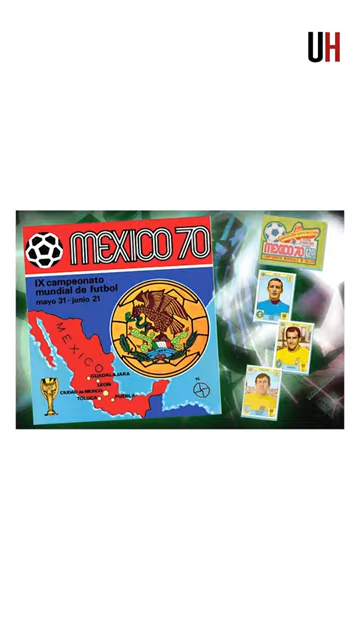 UH
MEXICO 70
IX campeonato
mundial de futbol
mayo 31 - junio 21
MEXICO
GUADALAJARA
LEON
CIUDAD DE MEXICO
TOLUCA
PUEBLA
MEXICO 70